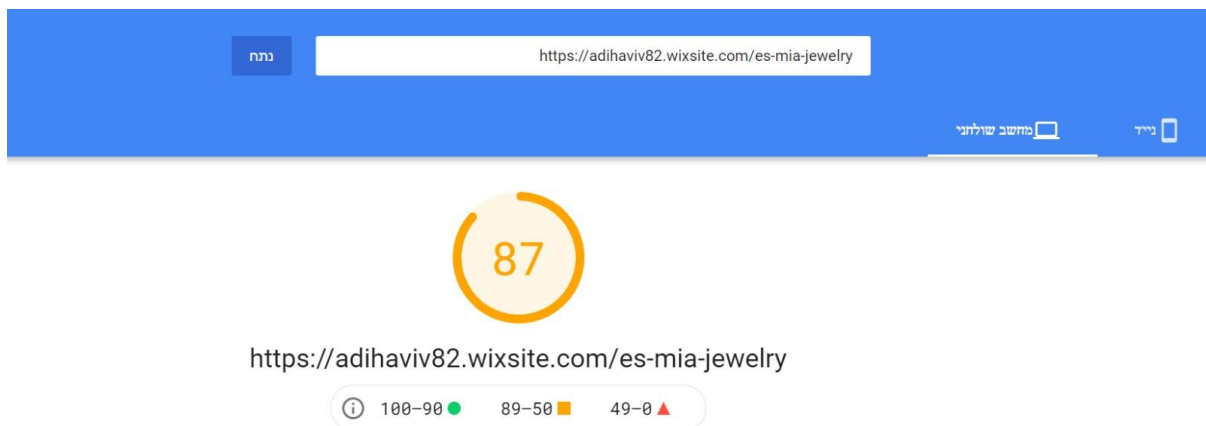 https://adihaviv82.wixsite.com/es-mia-jewelry
נתח
נייד
מחשב שולחני
87
https://adihaviv82.wixsite.com/es-mia-jewelry
100–90 89–50 49–0